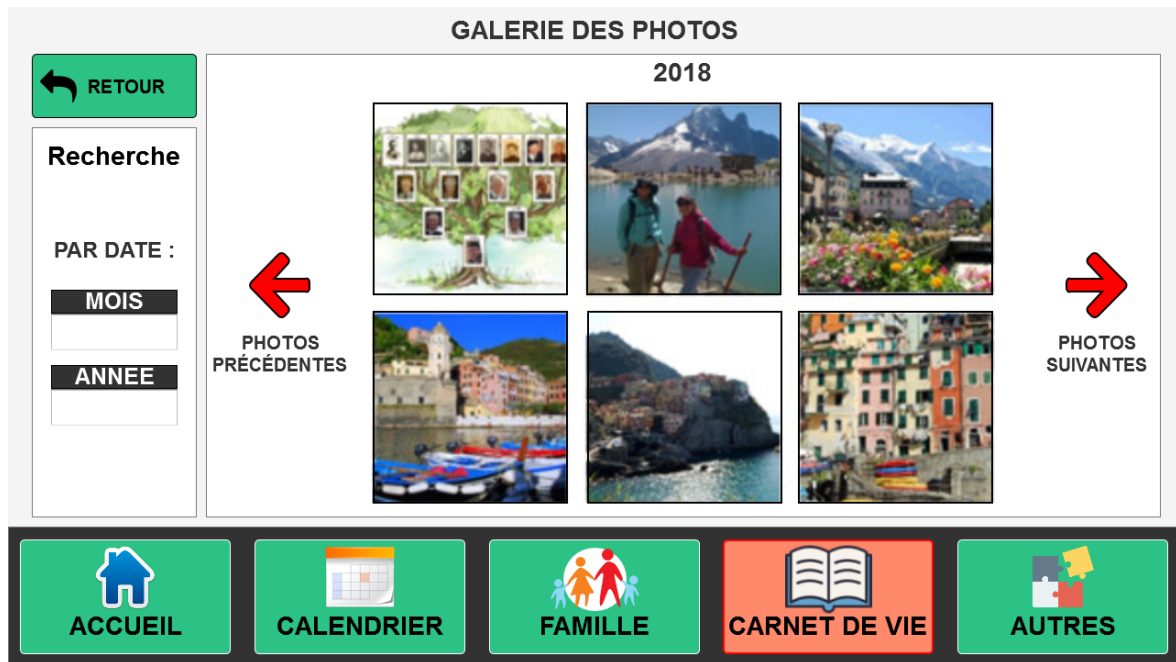 GALERIE DES PHOTOS
RETOUR
Recherche
PAR DATE :
MOIS
ANNEE
2018
PHOTOS
PRÉCÉDENTES
PHOTOS
SUIVANTES
ACCUEIL
CALENDRIER
FAMILLE
CARNET DE VIE
AUTRES